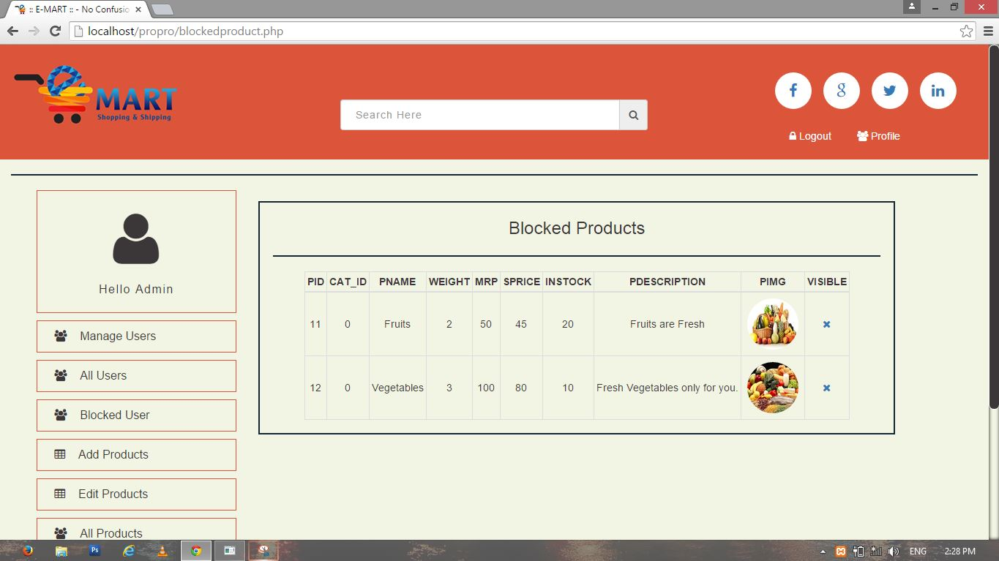 :: E-MART :: - No Confusio
localhost/propro/blockedproduct.php
e MART
Shopping & Shipping
Search Here
Logout Profile
Hello Admin
Manage Users
All Users
Blocked User
Add Products
Edit Products
All Products
Blocked Products
PID CAT_ID PNAME WEIGHT MRP SPRICE INSTOCK PDESCRIPTION PIMG VISIBLE
11 0 Fruits 2 50 45 20 Fruits are Fresh
12 0 Vegetables 3 100 80 10 Fresh Vegetables only for you.
Ps
ENG 2:28 PM